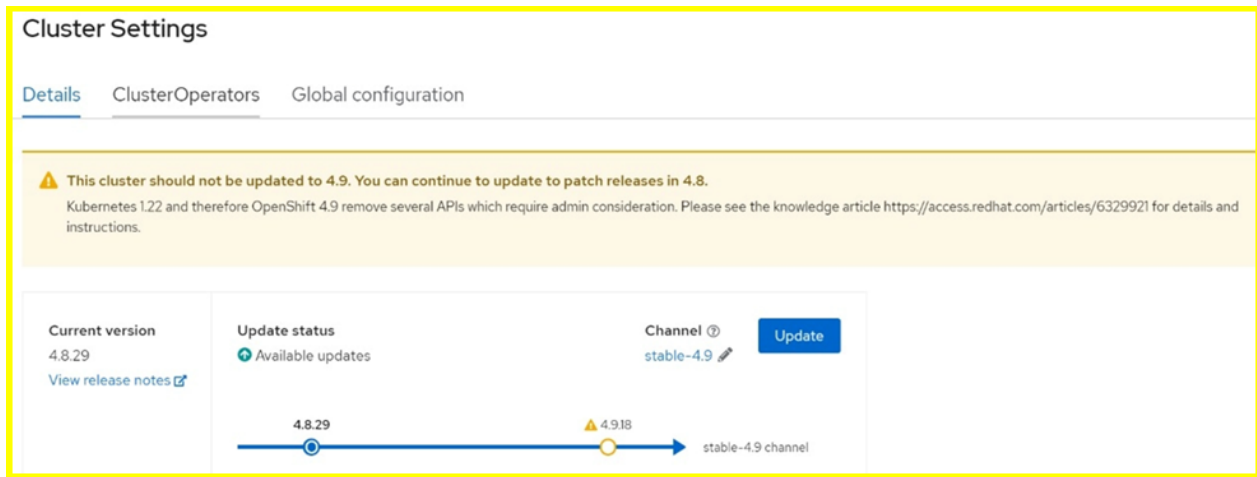 Cluster Settings
Details ClusterOperators Global configuration
This cluster should not be updated to 4.9. You can continue to update to patch releases in 4.8.
Kubernetes 1.22 and therefore OpenShift 4.9 remove several APIs which require admin consideration. Please see the knowledge article https://access.redhat.com/articles/6329921 for details and
instructions.
Current version Update status Channel Update
4.8.29 Available updates stable-4.9
View release notes
4.8.29 4.9.18
stable-4.9 channel